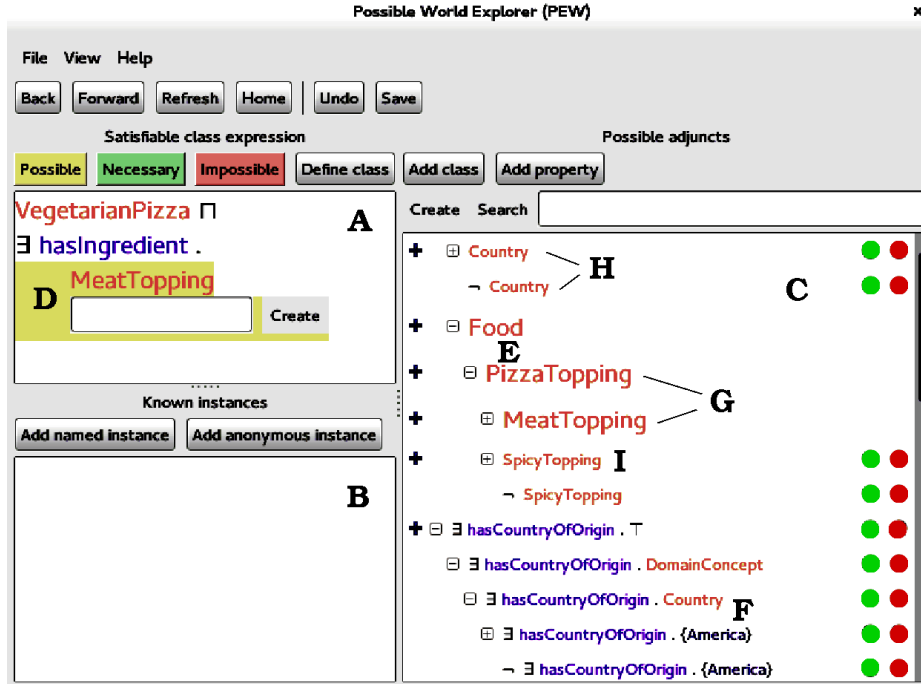 Possible World Explorer (PEW) ×
File View Help
Back Forward Refresh Home Undo Save
Satisfiable class expression
Possible adjuncts
Possible Necessary Impossible Define class Add class Add property
VegetarianPizza ⊓
∃ hasIngredient .
MeatTopping
Create
A
D
Known instances
Add named instance Add anonymous instance
B
Create Search
+ ⊞ Country
¬ Country
H
C
+ ⊟ Food
E
+ ⊟ PizzaTopping
G
+ ⊞ MeatTopping
+ ⊞ SpicyTopping I
¬ SpicyTopping
+ ⊟ ∃ hasCountryOfOrigin . ⊤
⊟ ∃ hasCountryOfOrigin . DomainConcept
⊟ ∃ hasCountryOfOrigin . Country F
⊞ ∃ hasCountryOfOrigin . {America}
¬ ∃ hasCountryOfOrigin . {America}